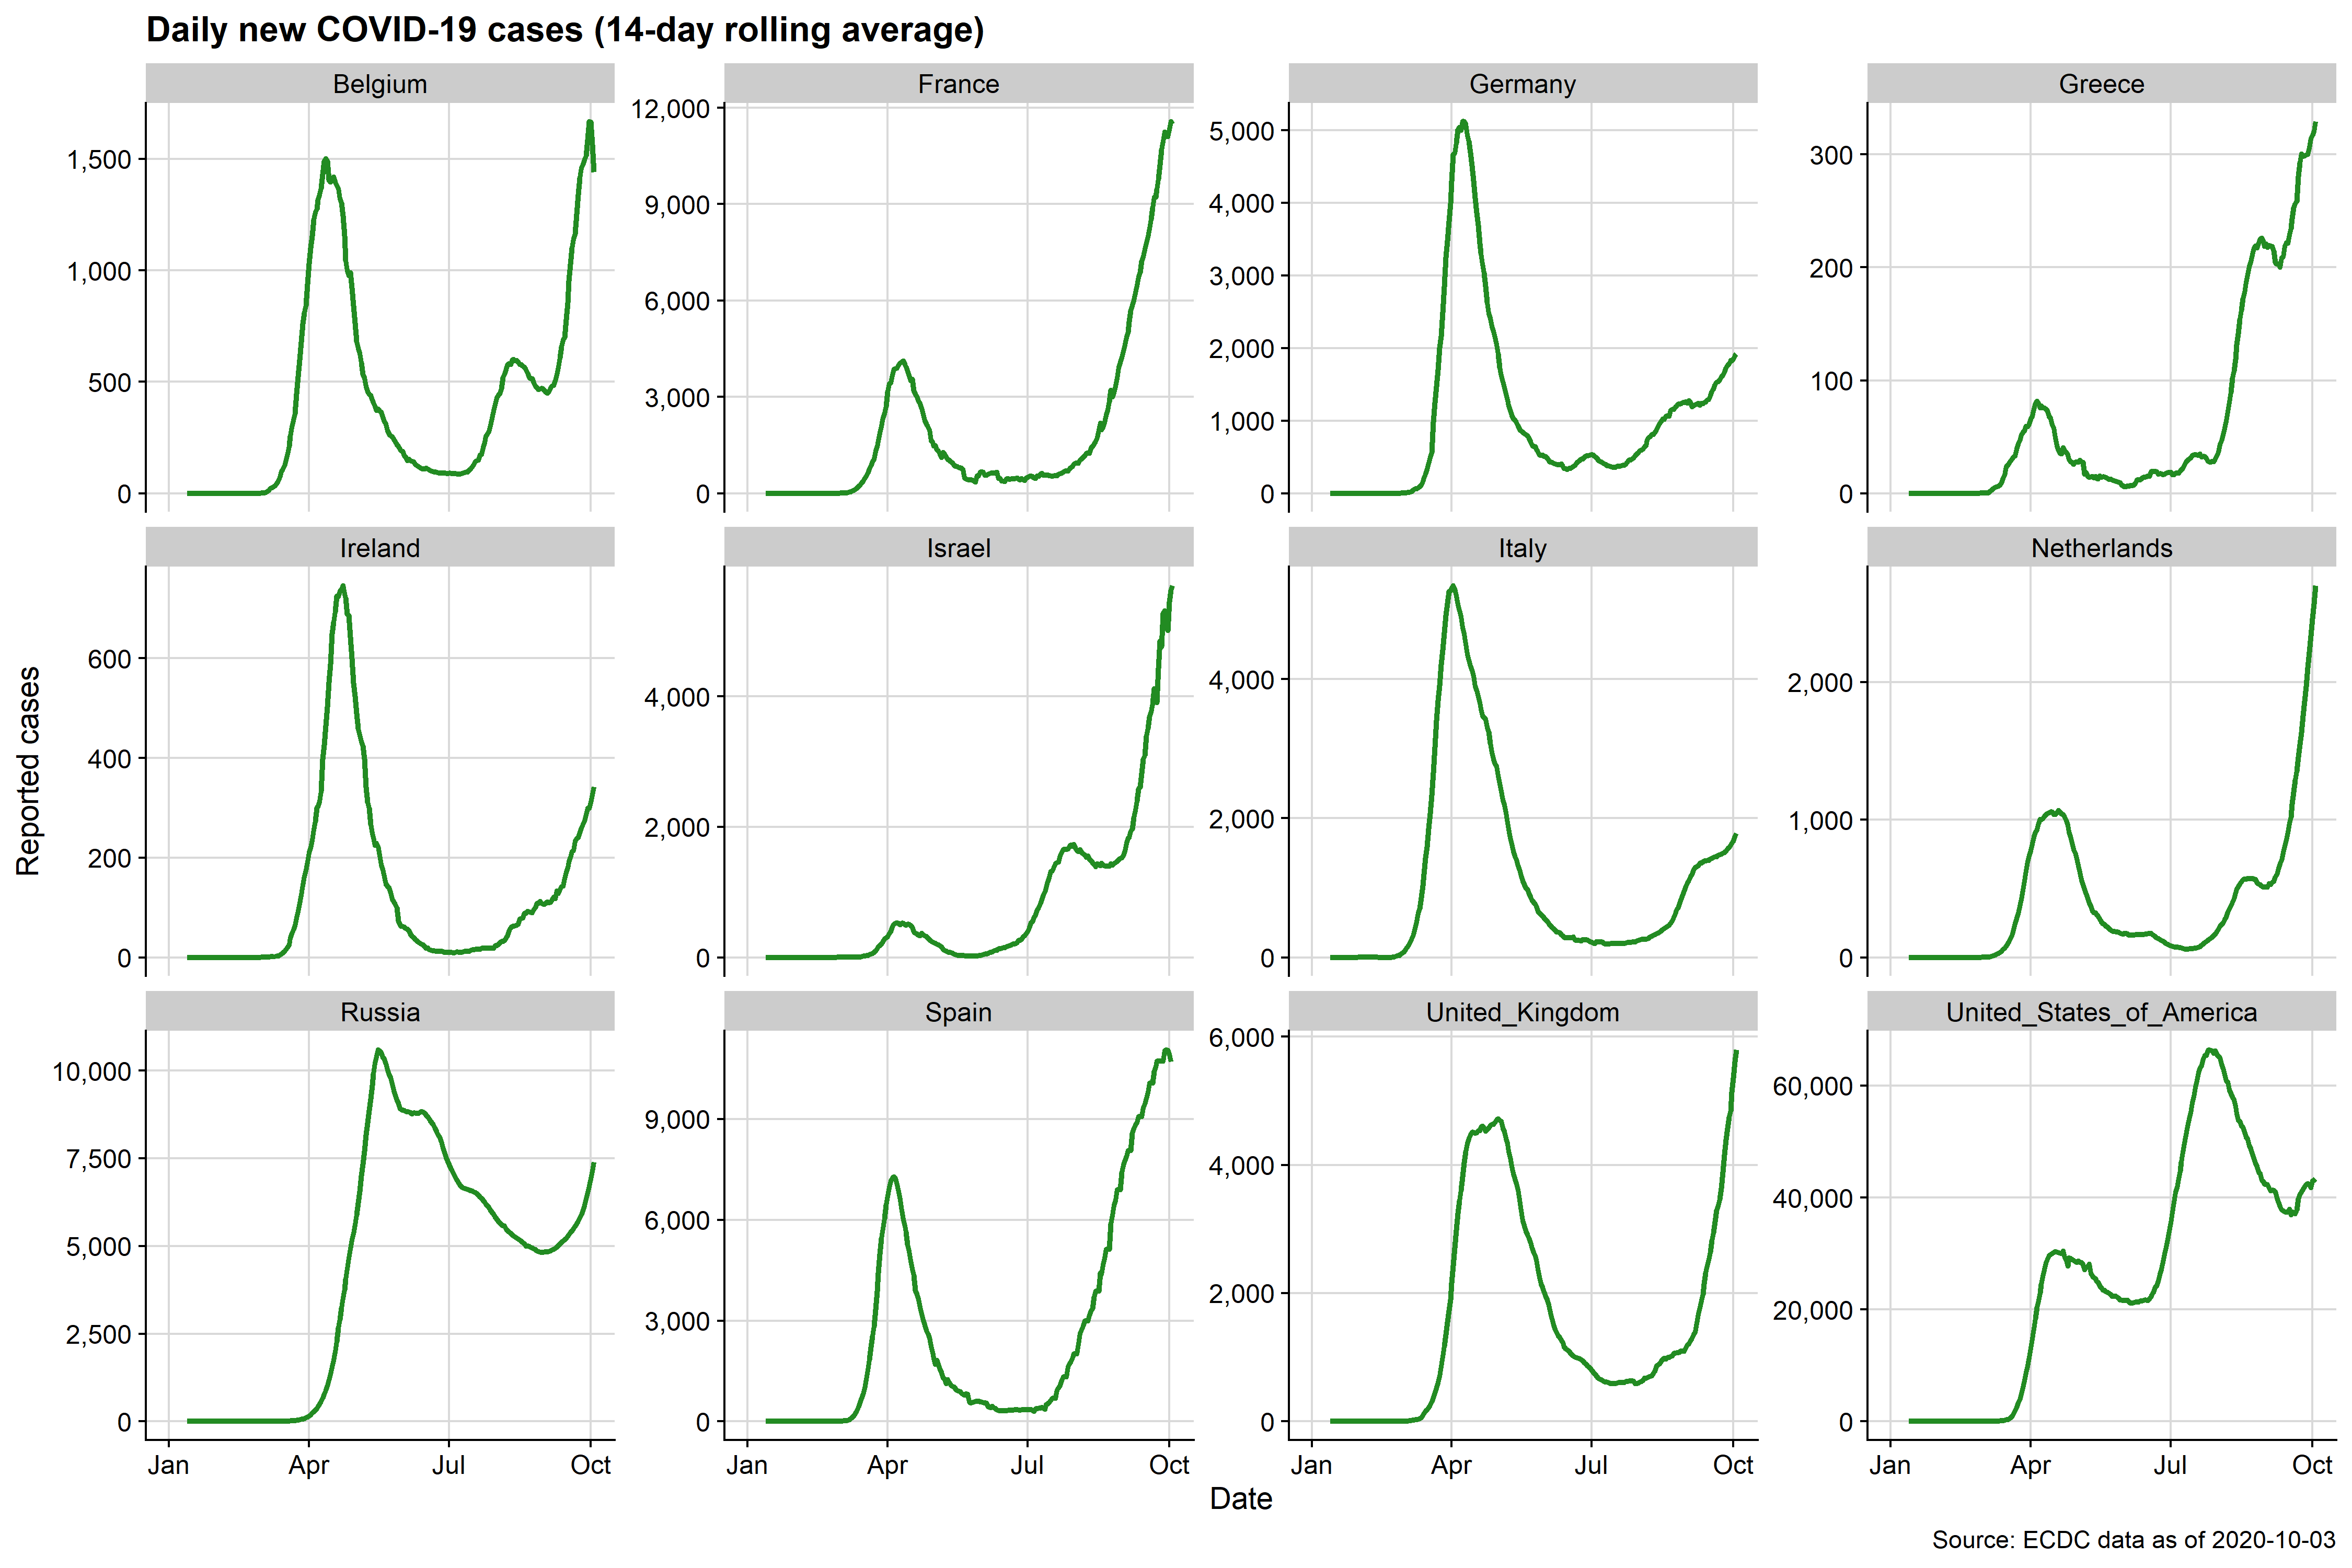 Daily new COVID-19 cases (14-day rolling average)
Belgium
France
Germany
Greece
1,500
1,000
500
0
12,000
9,000
6,000
3,000
0
5,000
4,000
3,000
2,000
1,000
0
300
200
100
0
Ireland
Israel
Italy
Netherlands
600
400
200
0
4,000
2,000
0
4,000
2,000
0
2,000
1,000
0
Russia
Spain
United_Kingdom
United_States_of_America
10,000
7,500
5,000
2,500
0
9,000
6,000
3,000
0
6,000
4,000
2,000
0
60,000
40,000
20,000
0
Reported cases
Jan Apr Jul Oct
Jan Apr Jul Oct
Jan Apr Jul Oct
Jan Apr Jul Oct
Date
Source: ECDC data as of 2020-10-03